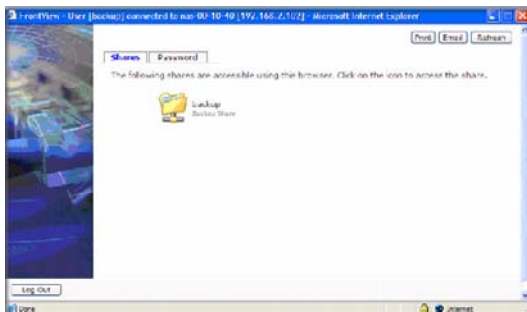 FrontView - User [backup] connected to nas-00-10-40 [192.168.2.102] - Microsoft Internet Explorer
Print Email Refresh
Shares Password
The following shares are accessible using this browser. Click on the icon to access the share.
backup
Backup Share
Log Out
Done Internet